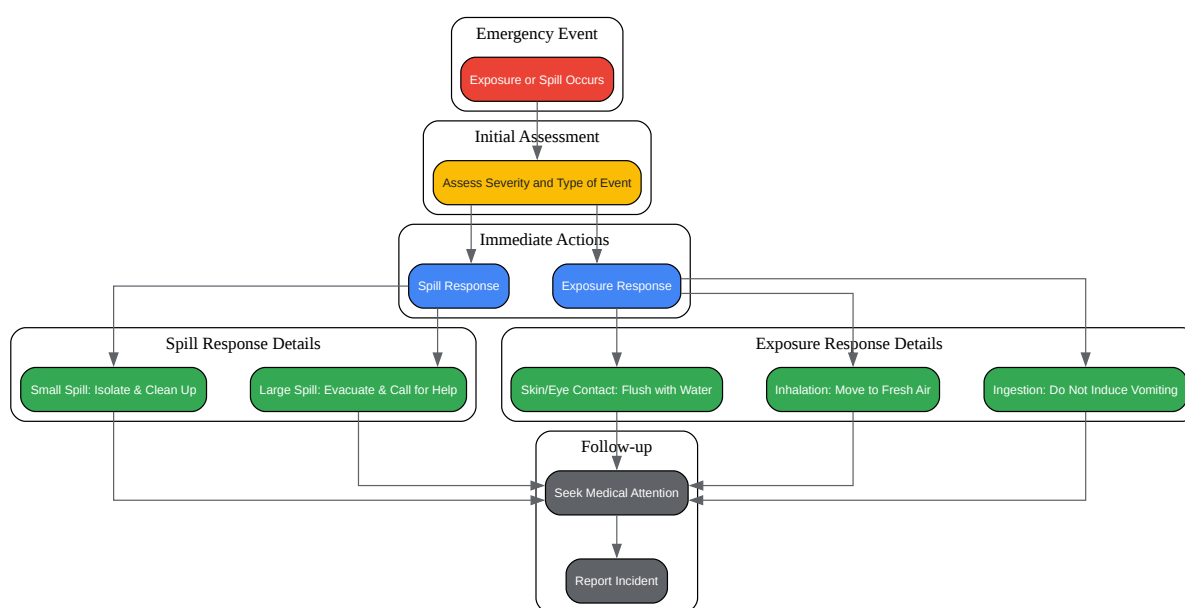 Emergency Event
Exposure or Spill Occurs
Initial Assessment
Assess Severity and Type of Event
Immediate Actions
Spill Response
Exposure Response
Spill Response Details
Exposure Response Details
Small Spill: Isolate & Clean Up
Large Spill: Evacuate & Call for Help
Skin/Eye Contact: Flush with Water
Inhalation: Move to Fresh Air
Ingestion: Do Not Induce Vomiting
Follow-up
Seek Medical Attention
Report Incident